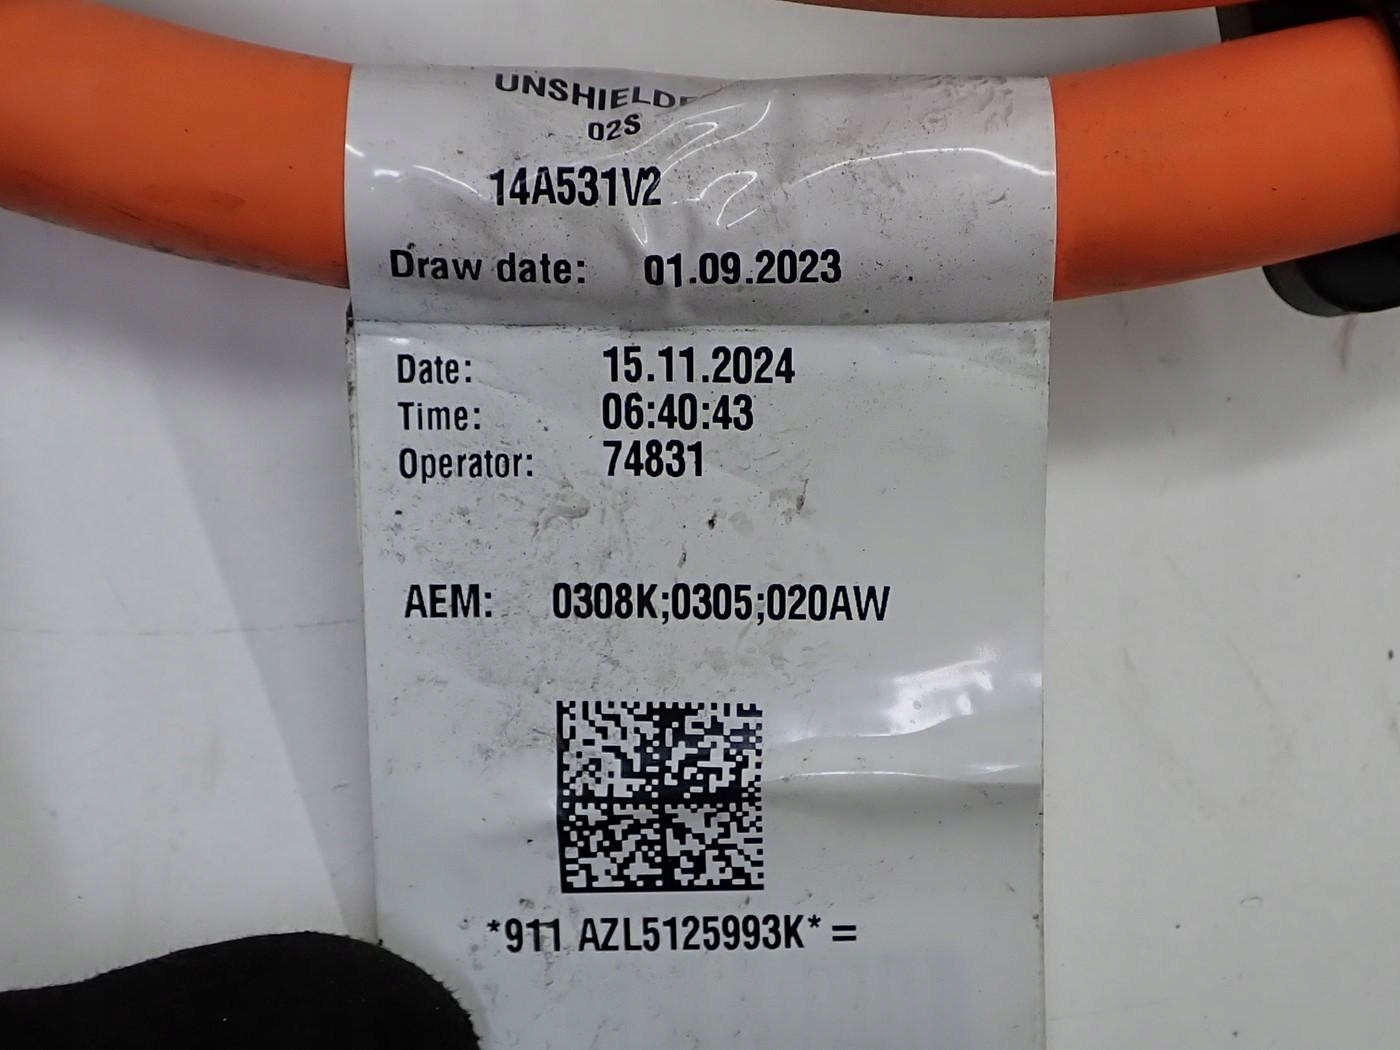 02S
14A531V2
Draw date: 01.09.2023
Date: 15.11.2024
Time: 06:40:43
Operator: 74831
AEM: 0308K;0305;020AW
*911 AZL5125993K* =